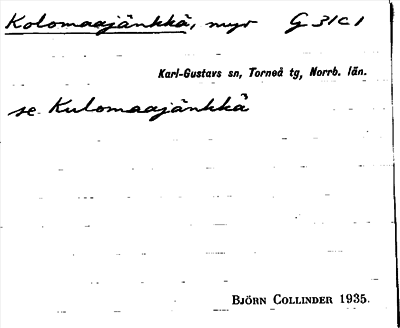 Kolomaajänkkä, myr G 31 c 1
Karl-Gustavs sn, Torneå tg, Norrb. län.
se Kulomaajänkkä
BJÖRN COLLINDER 1935.